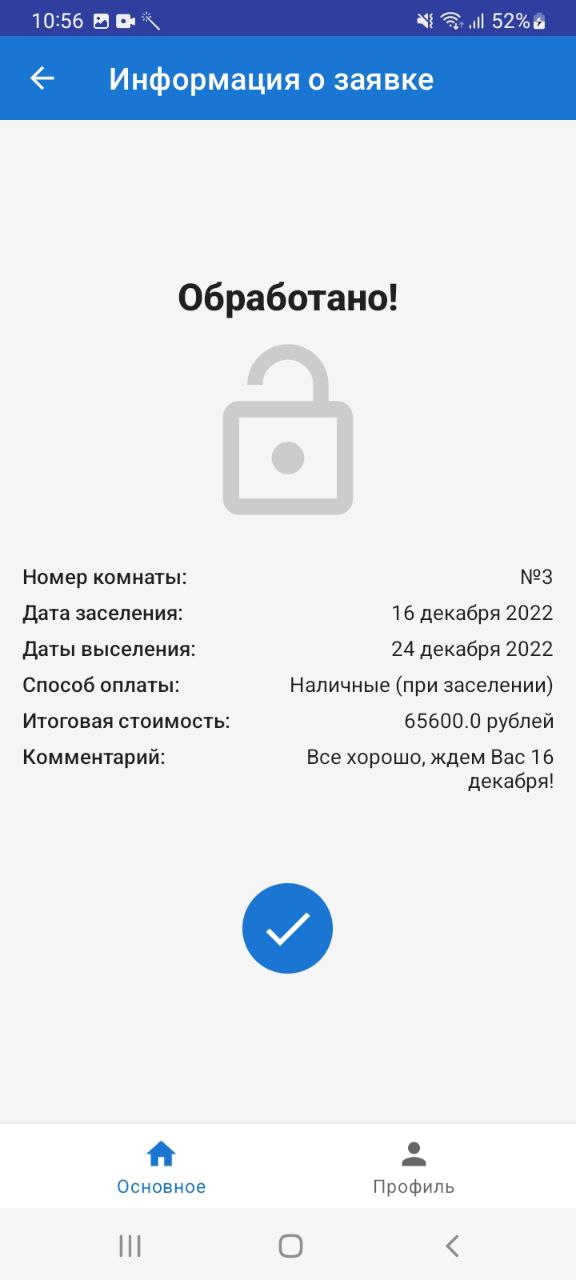 10:56 52%
Информация о заявке
Обработано!
Номер комнаты: №3
Дата заселения: 16 декабря 2022
Даты выселения: 24 декабря 2022
Способ оплаты: Наличные (при заселении)
Итоговая стоимость: 65600.0 рублей
Комментарий: Все хорошо, ждем Вас 16
декабря!
Основное Профиль